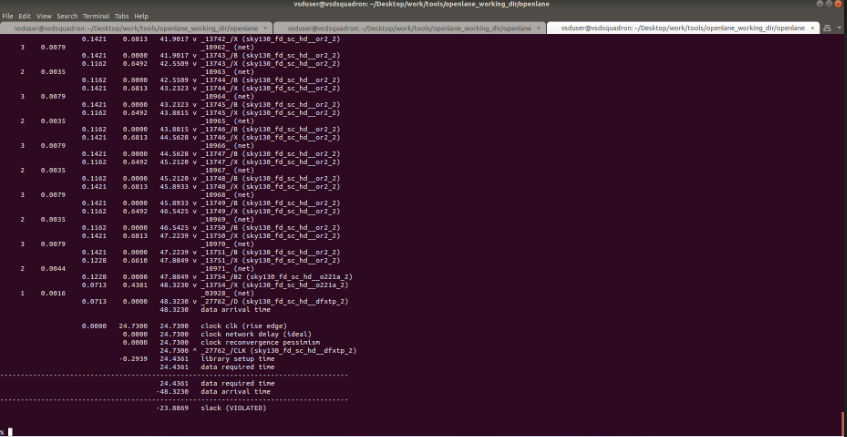 vsduser@vsdsquadron: ~/Desktop/work/tools/openlane_working_dir/openlane
File Edit View Search Terminal Tabs Help
vsduser@vsdsquadron: ~/Desktop/work/tools/openlane_working_dir/openlane × vsduser@vsdsquadron: ~/Desktop/work/tools/openlane_working_dir/openlane × vsduser@vsdsquadron: ~/Desktop/work/tools/openlane_working_dir/openlane ×
0.1421 0.6813 41.9017 v _13742_/X (sky130_fd_sc_hd__or2_2)
3 0.0079 _10962_ (net)
0.1421 0.0000 41.9017 v _13743_/B (sky130_fd_sc_hd__or2_2)
0.1162 0.6492 42.5509 v _13743_/X (sky130_fd_sc_hd__or2_2)
2 0.0035 _10963_ (net)
0.1162 0.0000 42.5509 v _13744_/B (sky130_fd_sc_hd__or2_2)
0.1421 0.6813 43.2323 v _13744_/X (sky130_fd_sc_hd__or2_2)
3 0.0079 _10964_ (net)
0.1421 0.0000 43.2323 v _13745_/B (sky130_fd_sc_hd__or2_2)
0.1162 0.6492 43.8815 v _13745_/X (sky130_fd_sc_hd__or2_2)
2 0.0035 _10965_ (net)
0.1162 0.0000 43.8815 v _13746_/B (sky130_fd_sc_hd__or2_2)
0.1421 0.6813 44.5628 v _13746_/X (sky130_fd_sc_hd__or2_2)
3 0.0079 _10966_ (net)
0.1421 0.0000 44.5628 v _13747_/B (sky130_fd_sc_hd__or2_2)
0.1162 0.6492 45.2120 v _13747_/X (sky130_fd_sc_hd__or2_2)
2 0.0035 _10967_ (net)
0.1162 0.0000 45.2120 v _13748_/B (sky130_fd_sc_hd__or2_2)
0.1421 0.6813 45.8933 v _13748_/X (sky130_fd_sc_hd__or2_2)
3 0.0079 _10968_ (net)
0.1421 0.0000 45.8933 v _13749_/B (sky130_fd_sc_hd__or2_2)
0.1162 0.6492 46.5425 v _13749_/X (sky130_fd_sc_hd__or2_2)
2 0.0035 _10969_ (net)
0.1162 0.0000 46.5425 v _13750_/B (sky130_fd_sc_hd__or2_2)
0.1421 0.6813 47.2239 v _13750_/X (sky130_fd_sc_hd__or2_2)
3 0.0079 _10970_ (net)
0.1421 0.0000 47.2239 v _13751_/B (sky130_fd_sc_hd__or2_2)
0.1228 0.6610 47.8849 v _13751_/X (sky130_fd_sc_hd__or2_2)
2 0.0044 _10971_ (net)
0.1228 0.0000 47.8849 v _13754_/B2 (sky130_fd_sc_hd__o221a_2)
0.0713 0.4381 48.3230 v _13754_/X (sky130_fd_sc_hd__o221a_2)
1 0.0016 _03928_ (net)
0.0713 0.0000 48.3230 v _27762_/D (sky130_fd_sc_hd__dfxtp_2)
48.3230 data arrival time
0.0000 24.7300 24.7300 clock clk (rise edge)
0.0000 24.7300 clock network delay (ideal)
0.0000 24.7300 clock reconvergence pessimism
24.7300 ^ _27762_/CLK (sky130_fd_sc_hd__dfxtp_2)
-0.2939 24.4361 library setup time
24.4361 data required time
---------------------------------------------------------------------------
24.4361 data required time
-48.3230 data arrival time
---------------------------------------------------------------------------
-23.8869 slack (VIOLATED)
%